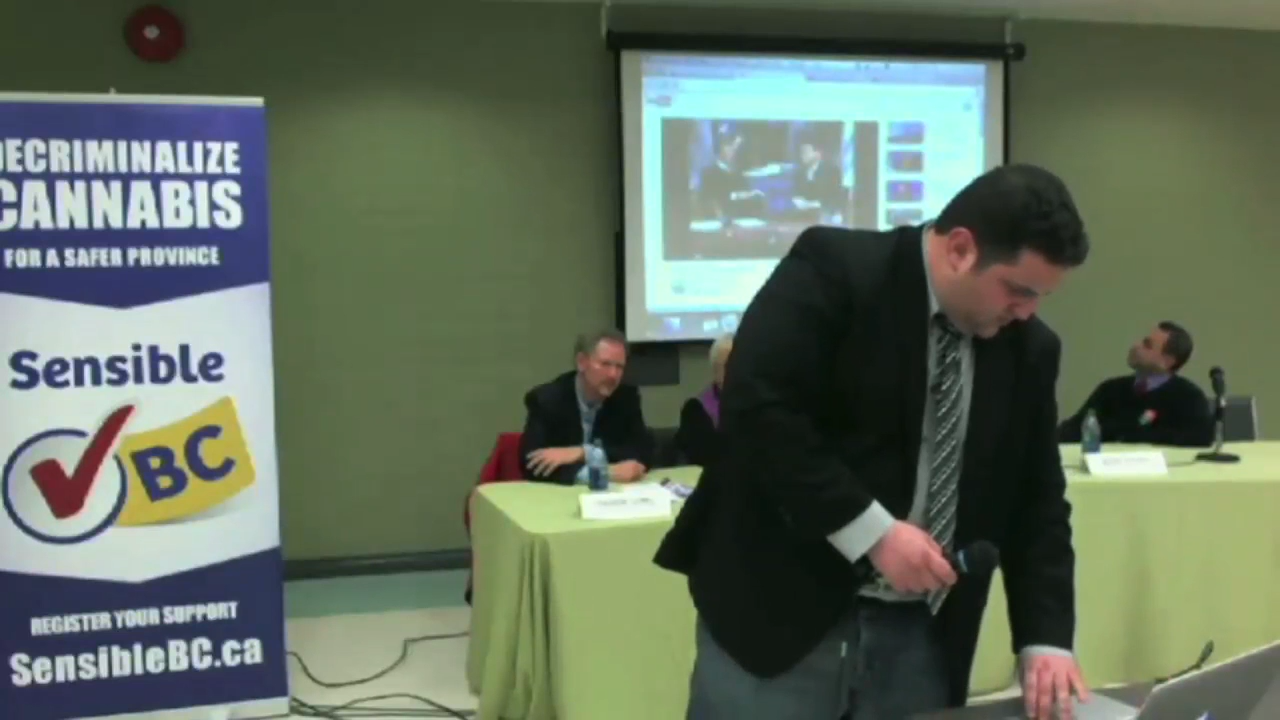 DECRIMINALIZE
CANNABIS
FOR A SAFER PROVINCE
Sensible
BC
REGISTER YOUR SUPPORT
SensibleBC.ca